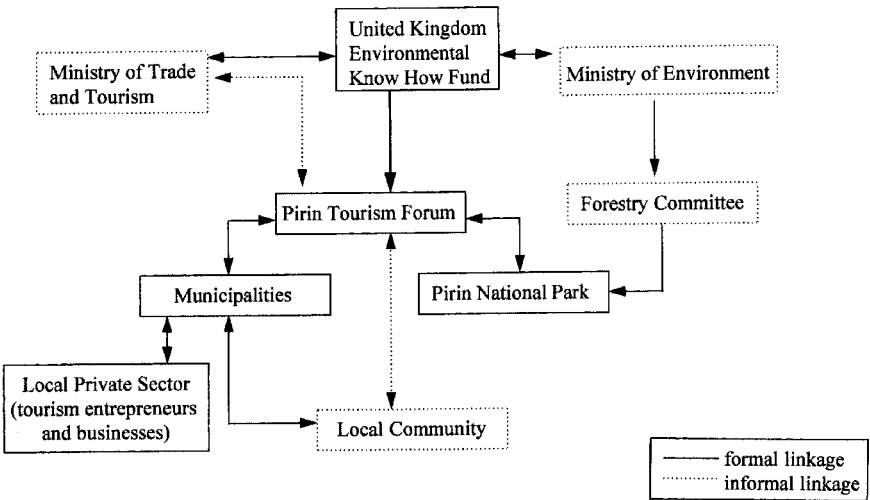 United Kingdom
Environmental
Know How Fund
Ministry of Trade
and Tourism
Ministry of Environment
Pirin Tourism Forum
Forestry Committee
Municipalities
Pirin National Park
Local Private Sector
(tourism entrepreneurs
and businesses)
Local Community
formal linkage
informal linkage